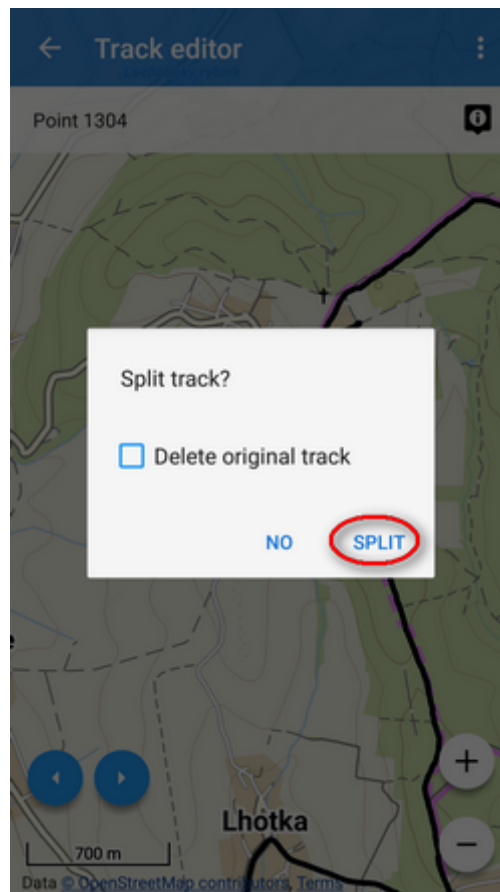 Track editor
Point 1304
Split track?
Delete original track
NO SPLIT
Lhotka
700 m
Data © OpenStreetMap contributors, Terms